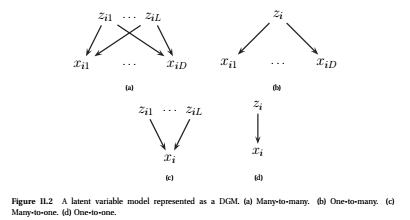 z_{i1} ··· z_{iL} z_i
x_{i1} ··· x_{iD} x_{i1} ··· x_{iD}
(a) (b)
z_{i1} ··· z_{iL} z_i
x_i x_i
(c) (d)
Figure 11.2 A latent variable model represented as a DGM. (a) Many-to-many. (b) One-to-many. (c)
Many-to-one. (d) One-to-one.